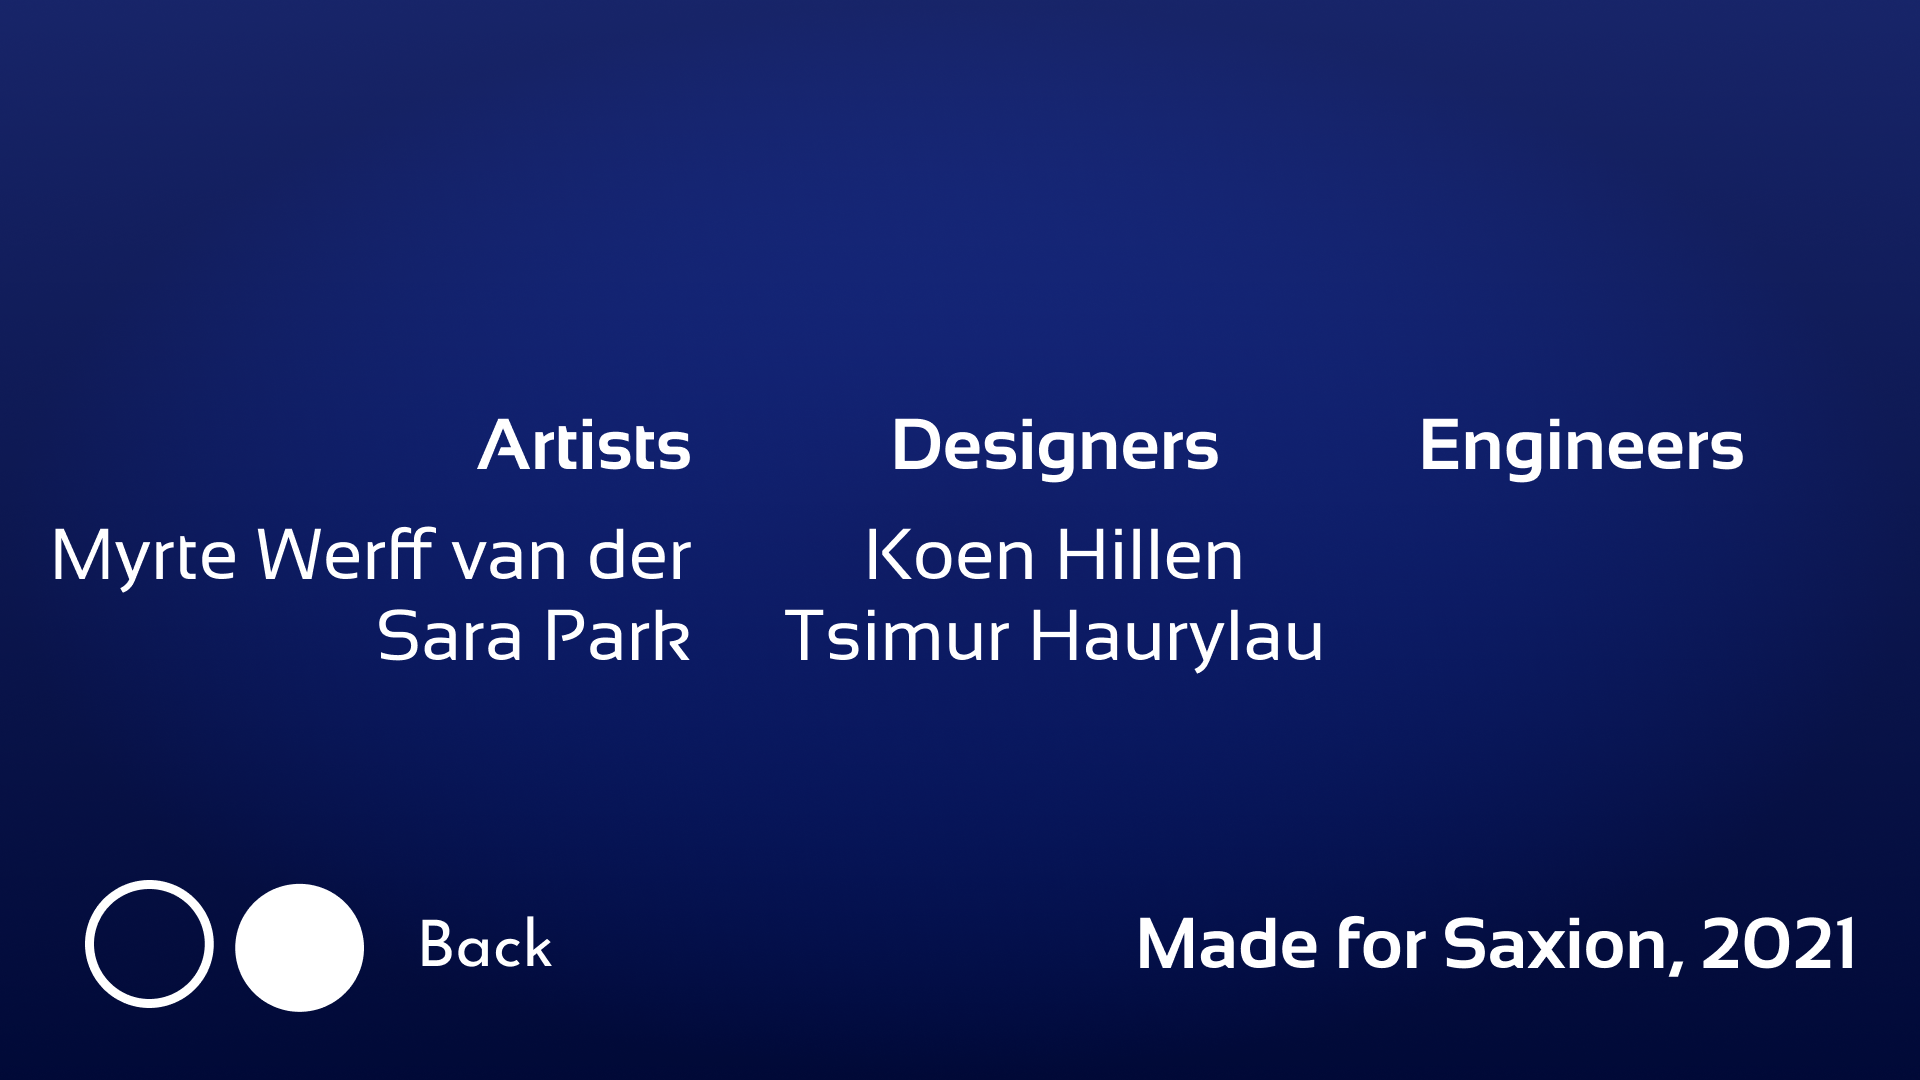 Artists Designers Engineers
Myrte Werff van der Koen Hillen
Sara Park Tsimur Haurylau
Back Made for Saxion, 2021